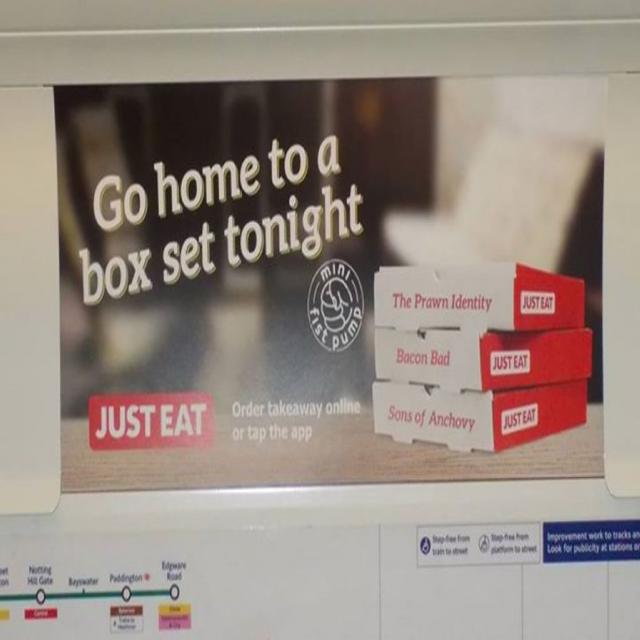 Go home to a
box set tonight
mini
fist pump
The Prawn Identity
JUST EAT
Bacon Bad
JUST EAT
Sons of Anchovy
JUST EAT
JUST EAT
Order takeaway online
or tap the app
Step-free from
train to street
Step-free from
platform to street
Improvement work to tracks
Look for publicity at stations
Notting
Hill Gate
Bayswater
Paddington
Edgware
Road
Central
Bakerloo
Circle